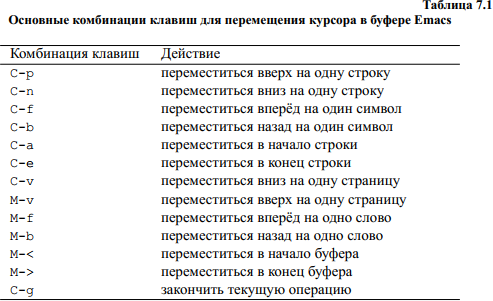 Таблица 7.1
Основные комбинации клавиш для перемещения курсора в буфере Emacs
Комбинация клавиш Действие
C-p переместиться вверх на одну строку
C-n переместиться вниз на одну строку
C-f переместиться вперёд на один символ
C-b переместиться назад на один символ
C-a переместиться в начало строки
C-e переместиться в конец строки
C-v переместиться вниз на одну страницу
M-v переместиться вверх на одну страницу
M-f переместиться вперёд на одно слово
M-b переместиться назад на одно слово
M-< переместиться в начало буфера
M-> переместиться в конец буфера
C-g закончить текущую операцию